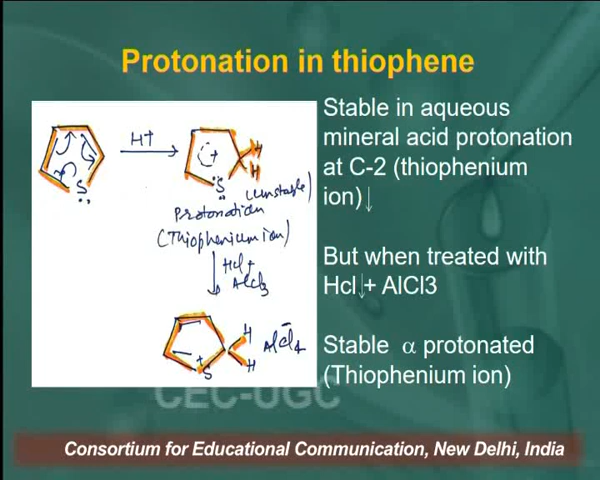 Protonation in thiophene
H+
H
H
S
S
(unstable)
Protonation
(Thiophenium ion)
Hcl +
AlCl3
H
H
AlCl4
+
S
Stable in aqueous
mineral acid protonation
at C-2 (thiophenium
ion)↓
But when treated with
Hcl↓+ AlCl3
Stable α protonated
(Thiophenium ion)
CEC-UGC
Consortium for Educational Communication, New Delhi, India